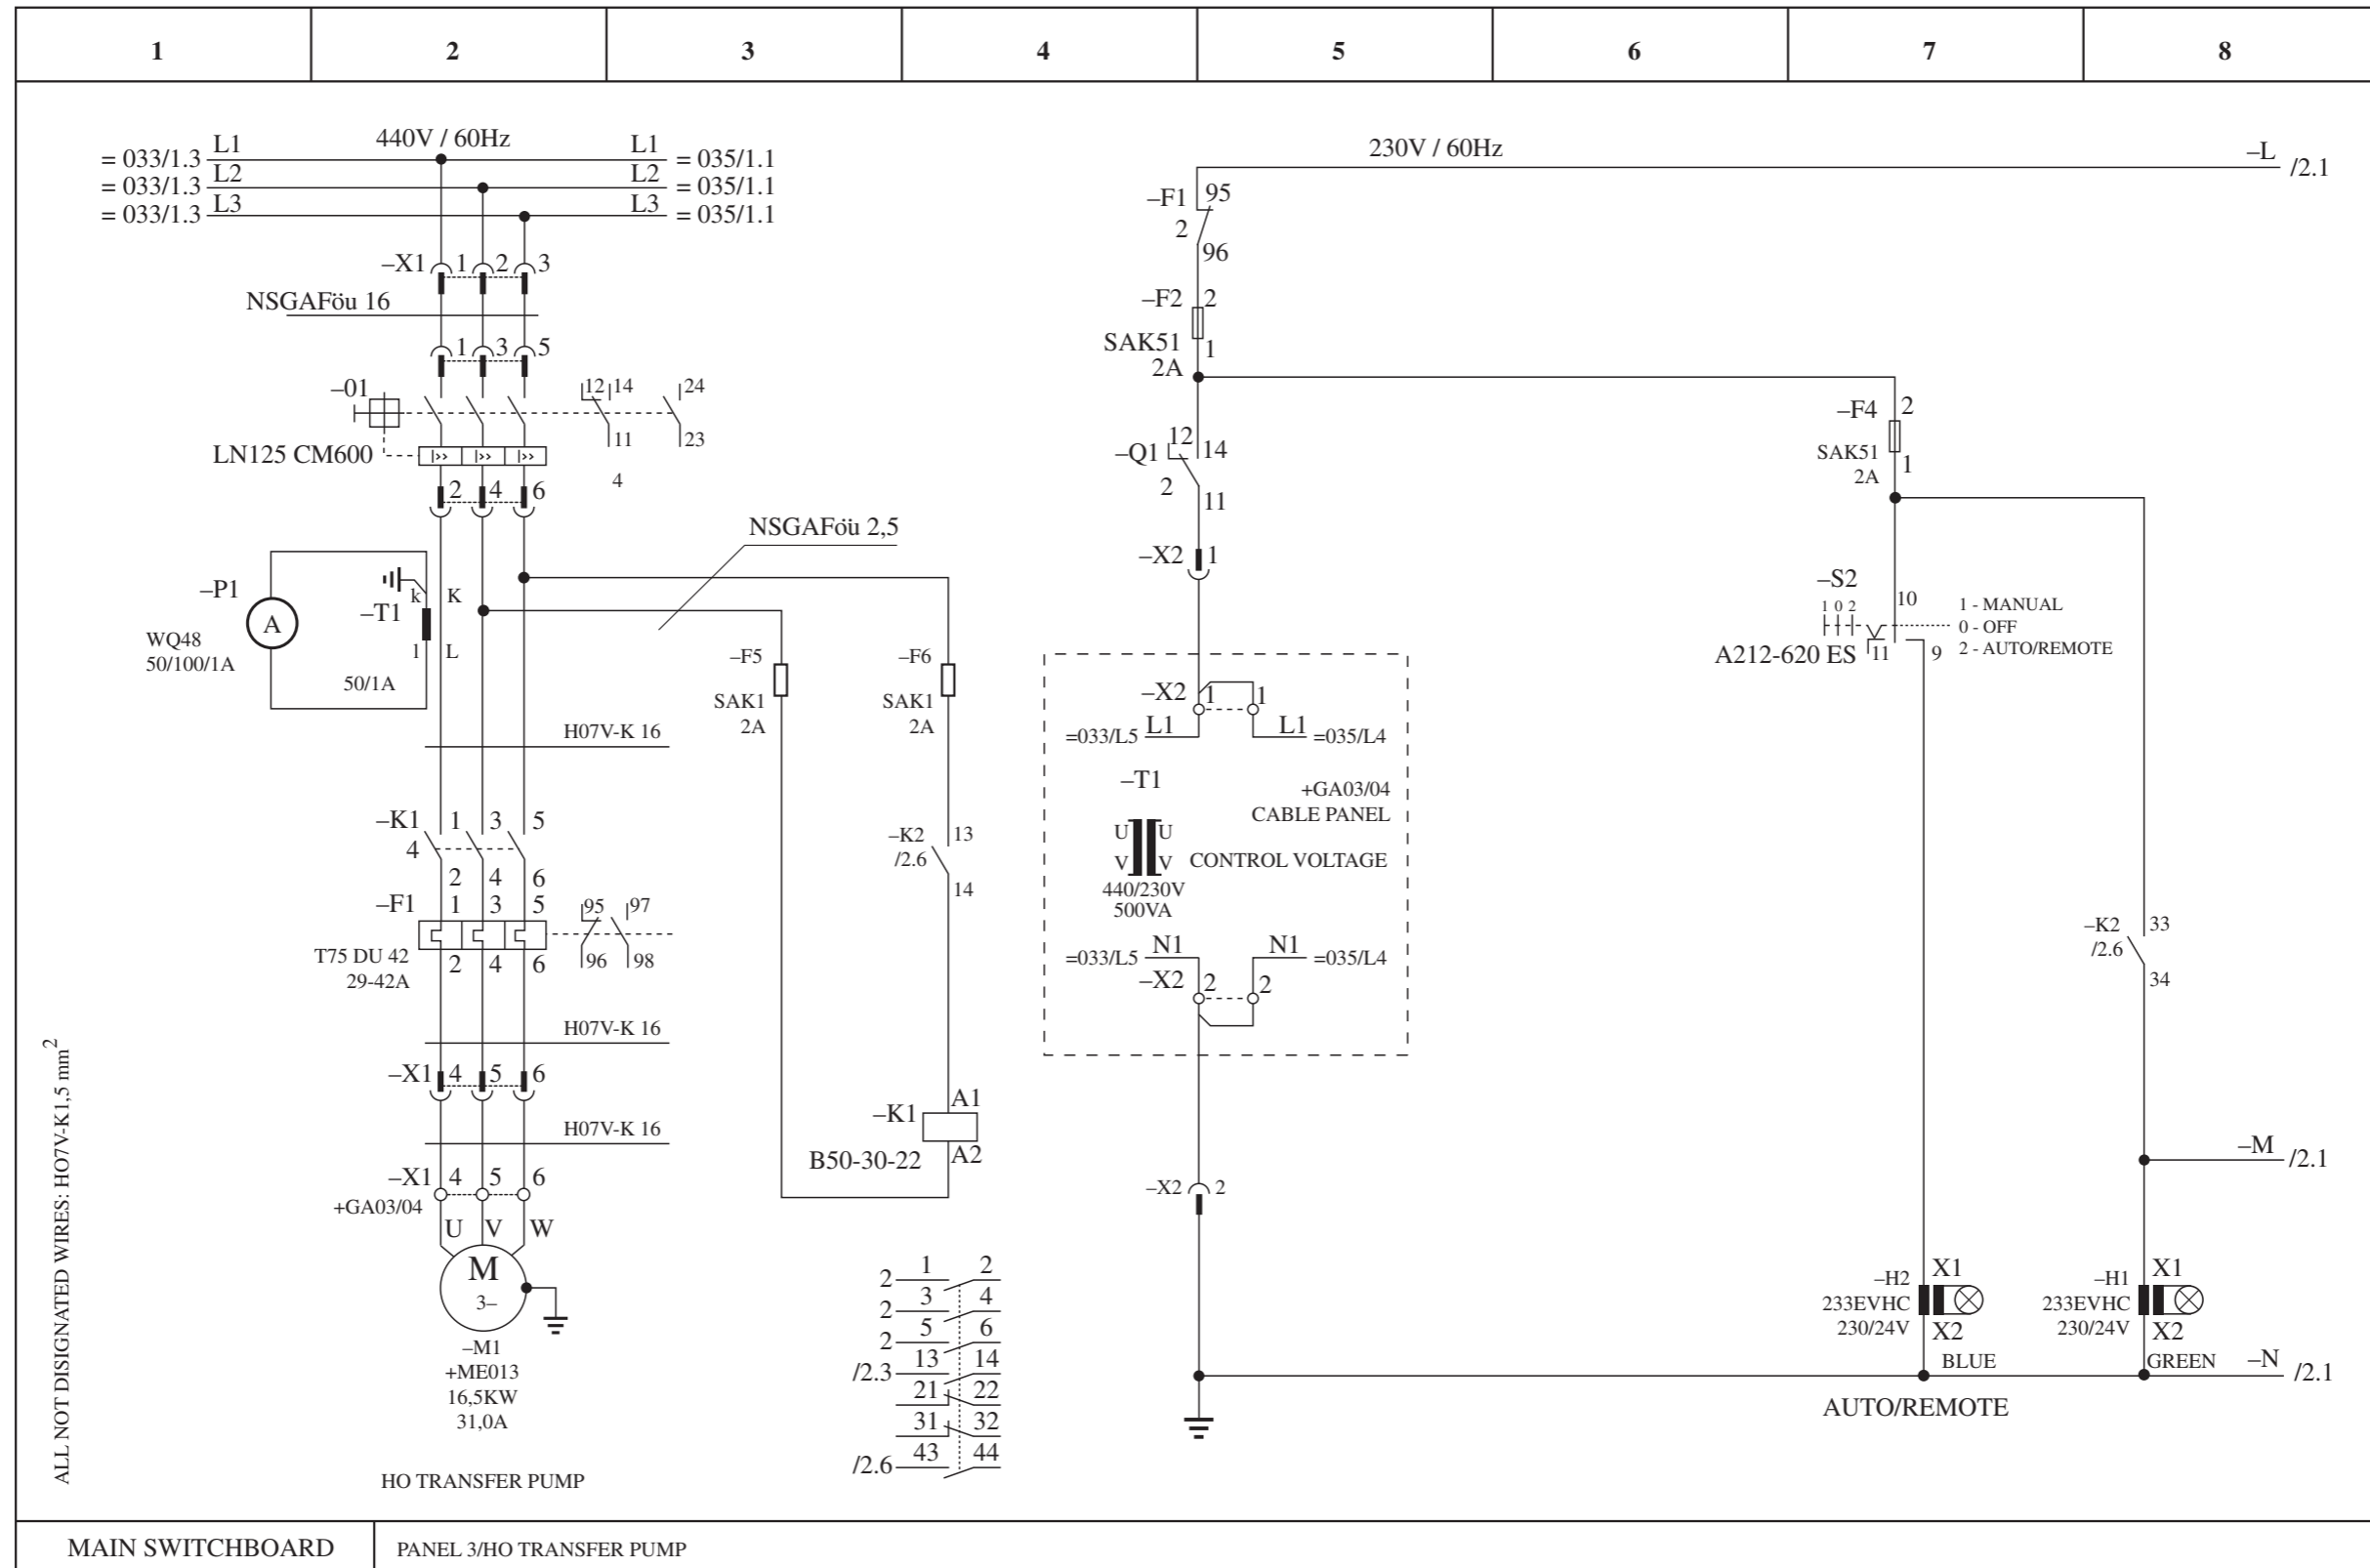 1 2 3 4 5 6 7 8
440V / 60Hz
= 033/1.3 L1 L1 = 035/1.1
= 033/1.3 L2 L2 = 035/1.1
= 033/1.3 L3 L3 = 035/1.1
–X1 1 2 3
NSGAFöu 16
1 3 5
–01
12 14 24
11 23
4
LN125 CM600
2 4 6
NSGAFöu 2,5
–P1
A
WQ48
50/100/1A
–T1
k K
l L
50/1A
H07V-K 16
–F5
SAK1
2A
–F6
SAK1
2A
–K1 1 3 5
4
2 4 6
–F1 1 3 5
95 97
T75 DU 42
29-42A
2 4 6
96 98
H07V-K 16
–X1 4 5 6
H07V-K 16
–X1 4 5 6
+GA03/04
U V W
M
3–
–M1
+ME013
16,5KW
31,0A
HO TRANSFER PUMP
ALL NOT DISIGNATED WIRES: HO7V-K1,5 mm2
–K2 13
/2.6
14
–K1 A1
B50-30-22 A2
2 1 2
2 3 4
2 5 6
/2.3 13 14
21 22
31 32
/2.6 43 44
230V / 60Hz
–L /2.1
–F1 95
2
96
–F2 2
SAK51 1
2A
–Q1 12 14
2 11
–X2 1
–X2 1 1
=033/L5 L1 L1 =035/L4
–T1
+GA03/04
CABLE PANEL
U U
V V
CONTROL VOLTAGE
440/230V
500VA
=033/L5 N1 N1 =035/L4
–X2 2 2
–X2 2
–F4 2
SAK51 1
2A
–S2
1 0 2
10
1 - MANUAL
0 - OFF
2 - AUTO/REMOTE
A212-620 ES 11 9
–K2 33
/2.6
34
–M /2.1
–H2 X1
233EVHC
230/24V X2
BLUE
–H1 X1
233EVHC
230/24V X2
GREEN
–N /2.1
AUTO/REMOTE
MAIN SWITCHBOARD PANEL 3/HO TRANSFER PUMP